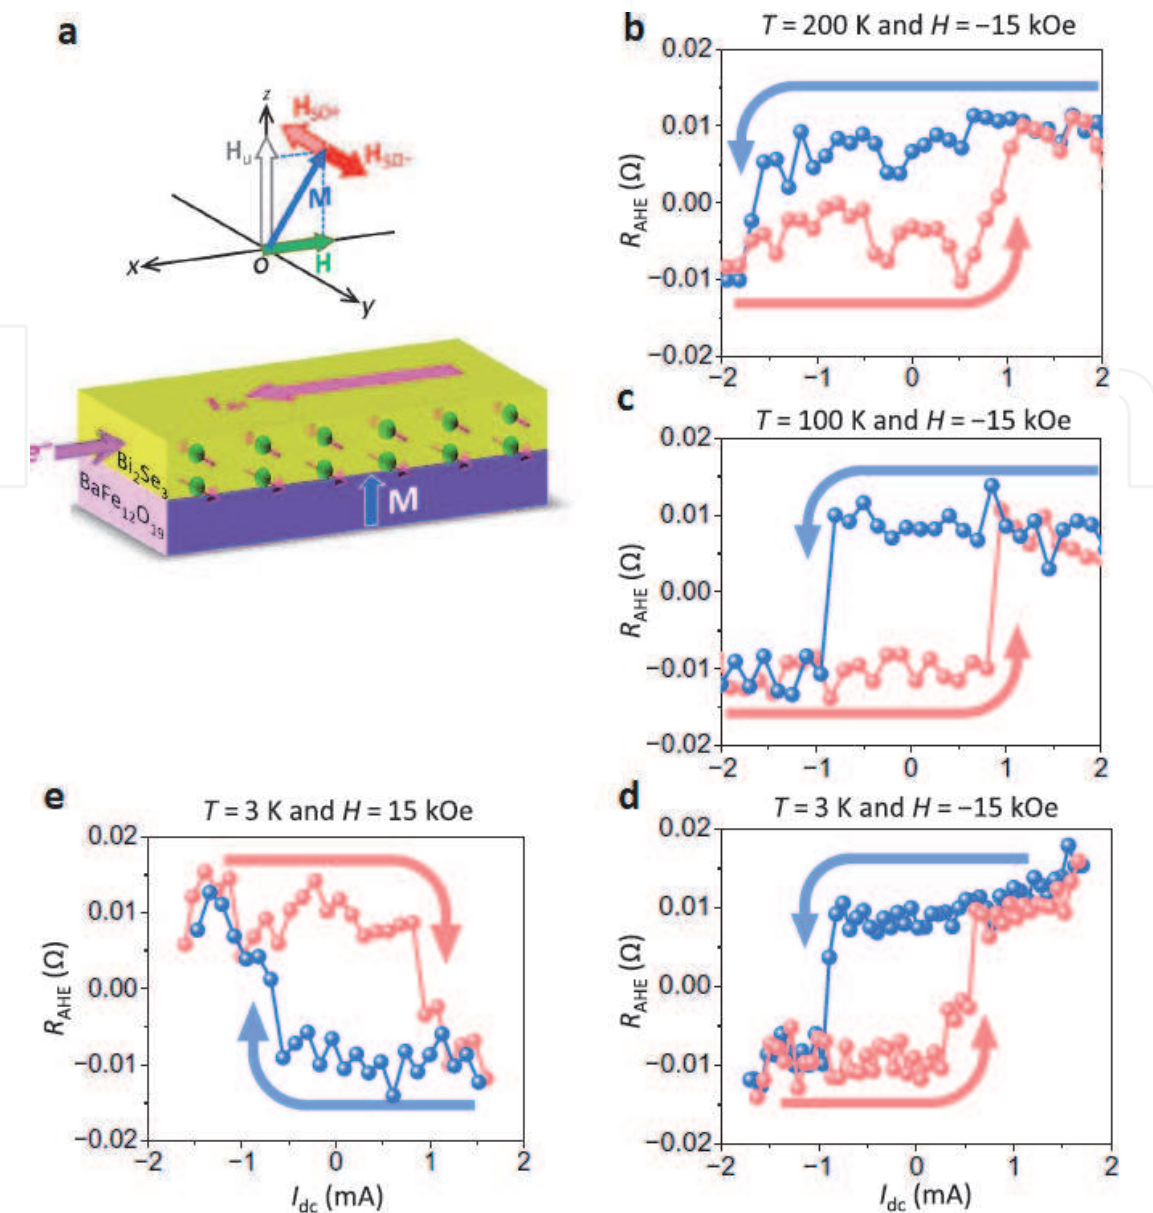 a
z
H_SO+
H_u
H_SO−
M
x
O
H
y
e⁻
Bi₂Se₃
BaFe₁₂O₁₉
M
b
T = 200 K and H = −15 kOe
R_AHE (Ω)
0.02
0.01
0.00
−0.01
−0.02
−2 −1 0 1 2
c
T = 100 K and H = −15 kOe
R_AHE (Ω)
0.02
0.01
0.00
−0.01
−0.02
−2 −1 0 1 2
e
T = 3 K and H = 15 kOe
R_AHE (Ω)
0.02
0.01
0.00
−0.01
−0.02
−2 −1 0 1 2
I_dc (mA)
d
T = 3 K and H = −15 kOe
R_AHE (Ω)
0.02
0.01
0.00
−0.01
−0.02
−2 −1 0 1 2
I_dc (mA)